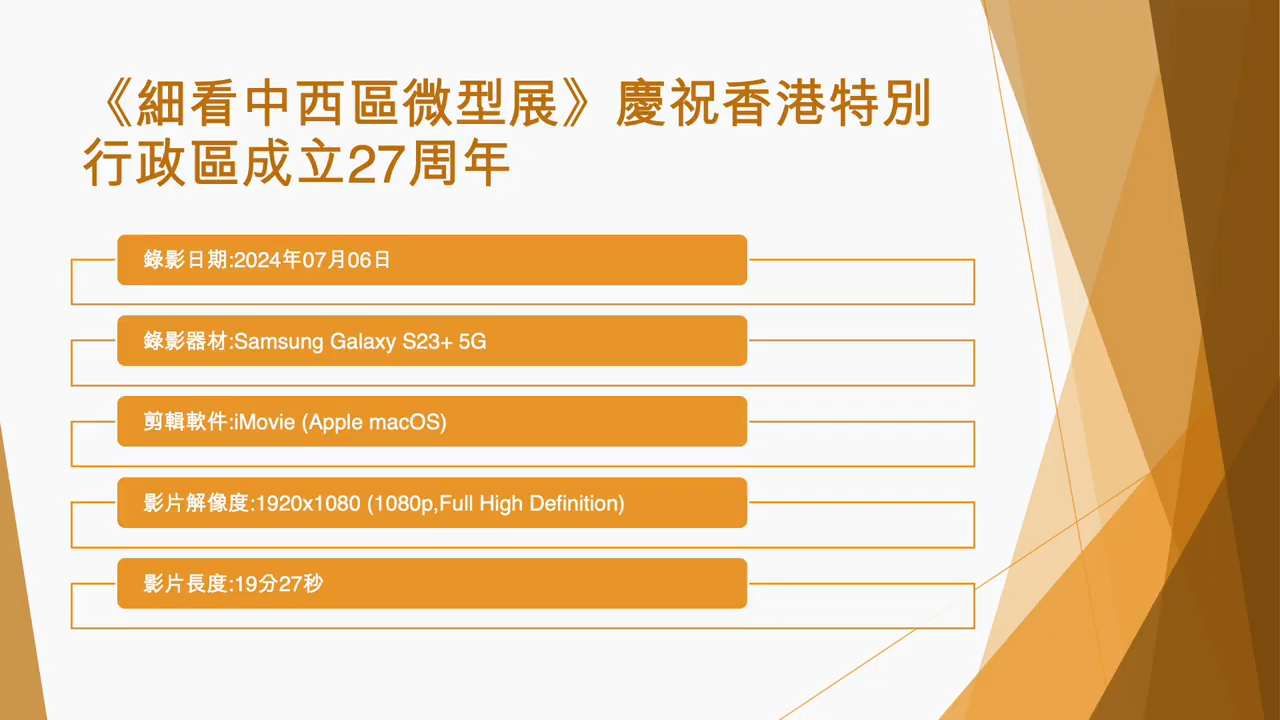 《細看中西區微型展》慶祝香港特別
行政區成立27周年
錄影日期:2024年07月06日
錄影器材:Samsung Galaxy S23+ 5G
剪輯軟件:iMovie (Apple macOS)
影片解像度:1920x1080 (1080p,Full High Definition)
影片長度:19分27秒